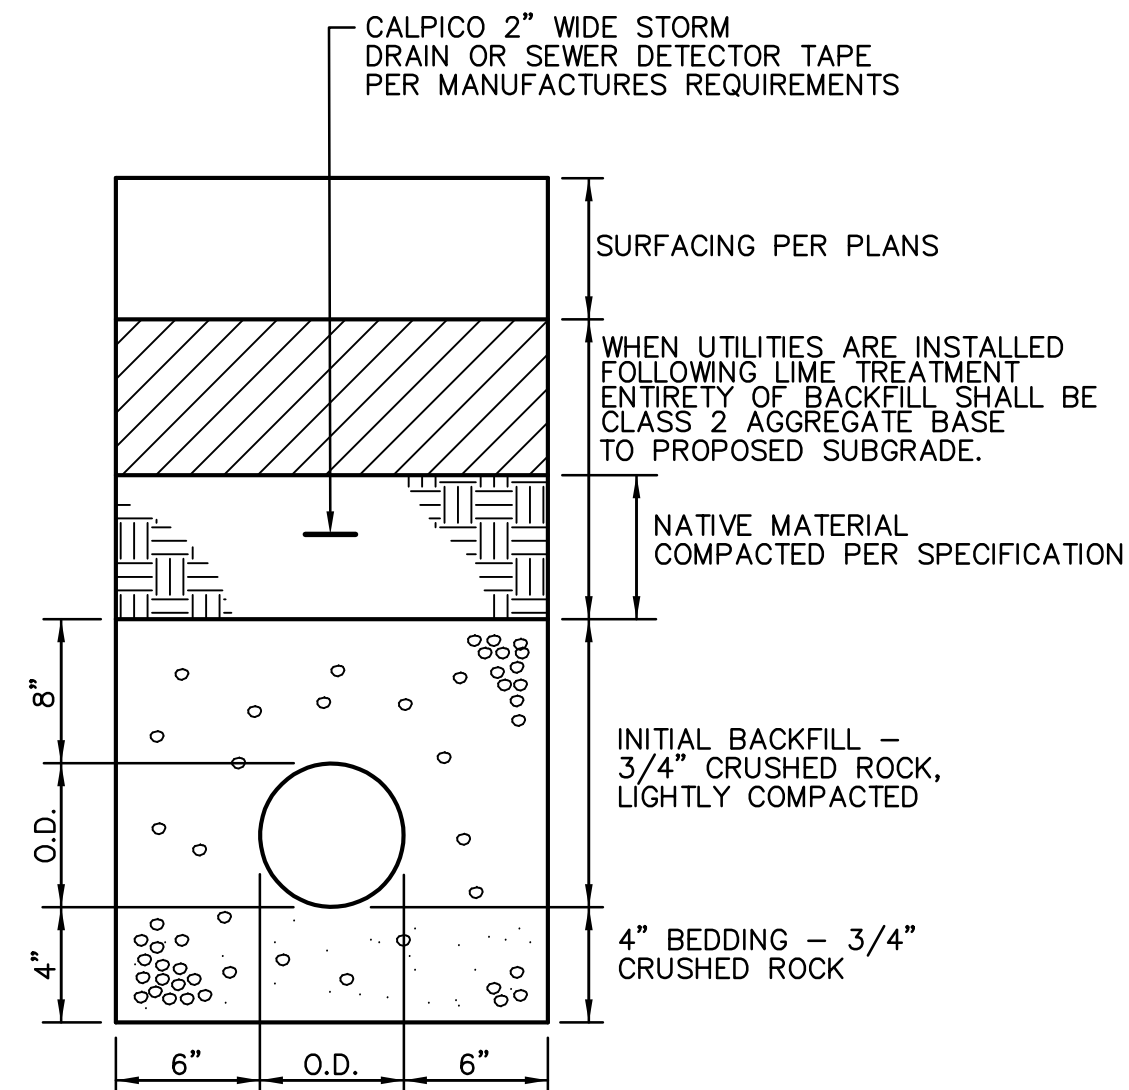 CALPICO 2" WIDE STORM
DRAIN OR SEWER DETECTOR TAPE
PER MANUFACTURES REQUIREMENTS
SURFACING PER PLANS
WHEN UTILITIES ARE INSTALLED
FOLLOWING LIME TREATMENT
ENTIRETY OF BACKFILL SHALL BE
CLASS 2 AGGREGATE BASE
TO PROPOSED SUBGRADE.
NATIVE MATERIAL
COMPACTED PER SPECIFICATION
8"
INITIAL BACKFILL –
3/4" CRUSHED ROCK,
LIGHTLY COMPACTED
O.D.
4" BEDDING – 3/4"
CRUSHED ROCK
4"
6"
O.D.
6"